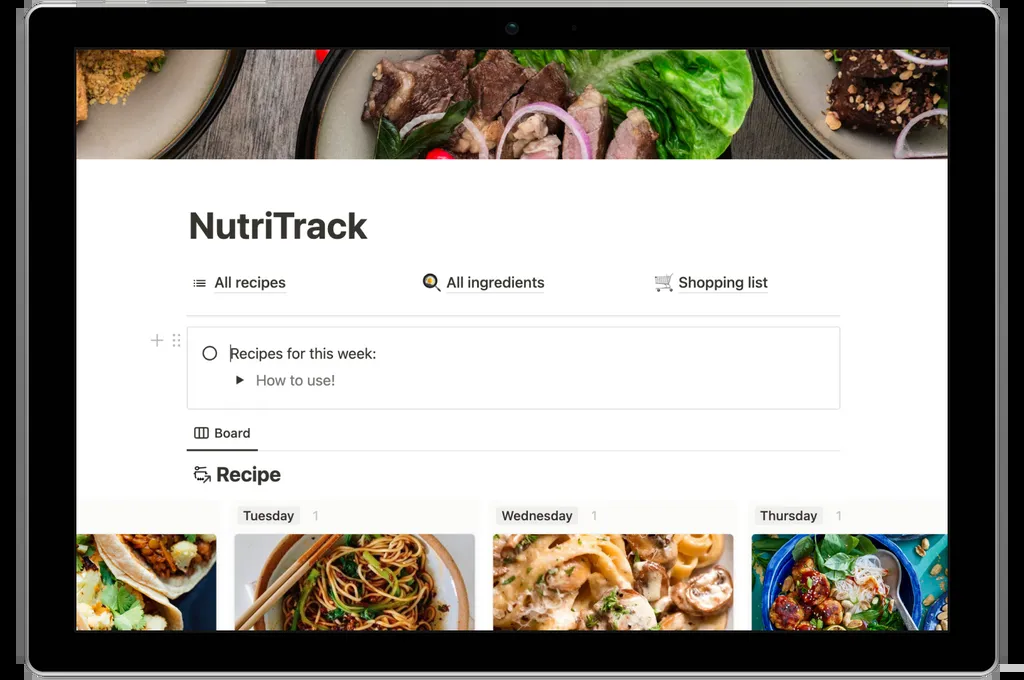 NutriTrack
All recipes
All ingredients
Shopping list
Recipes for this week:
How to use!
Board
Recipe
Tuesday 1
Wednesday 1
Thursday 1